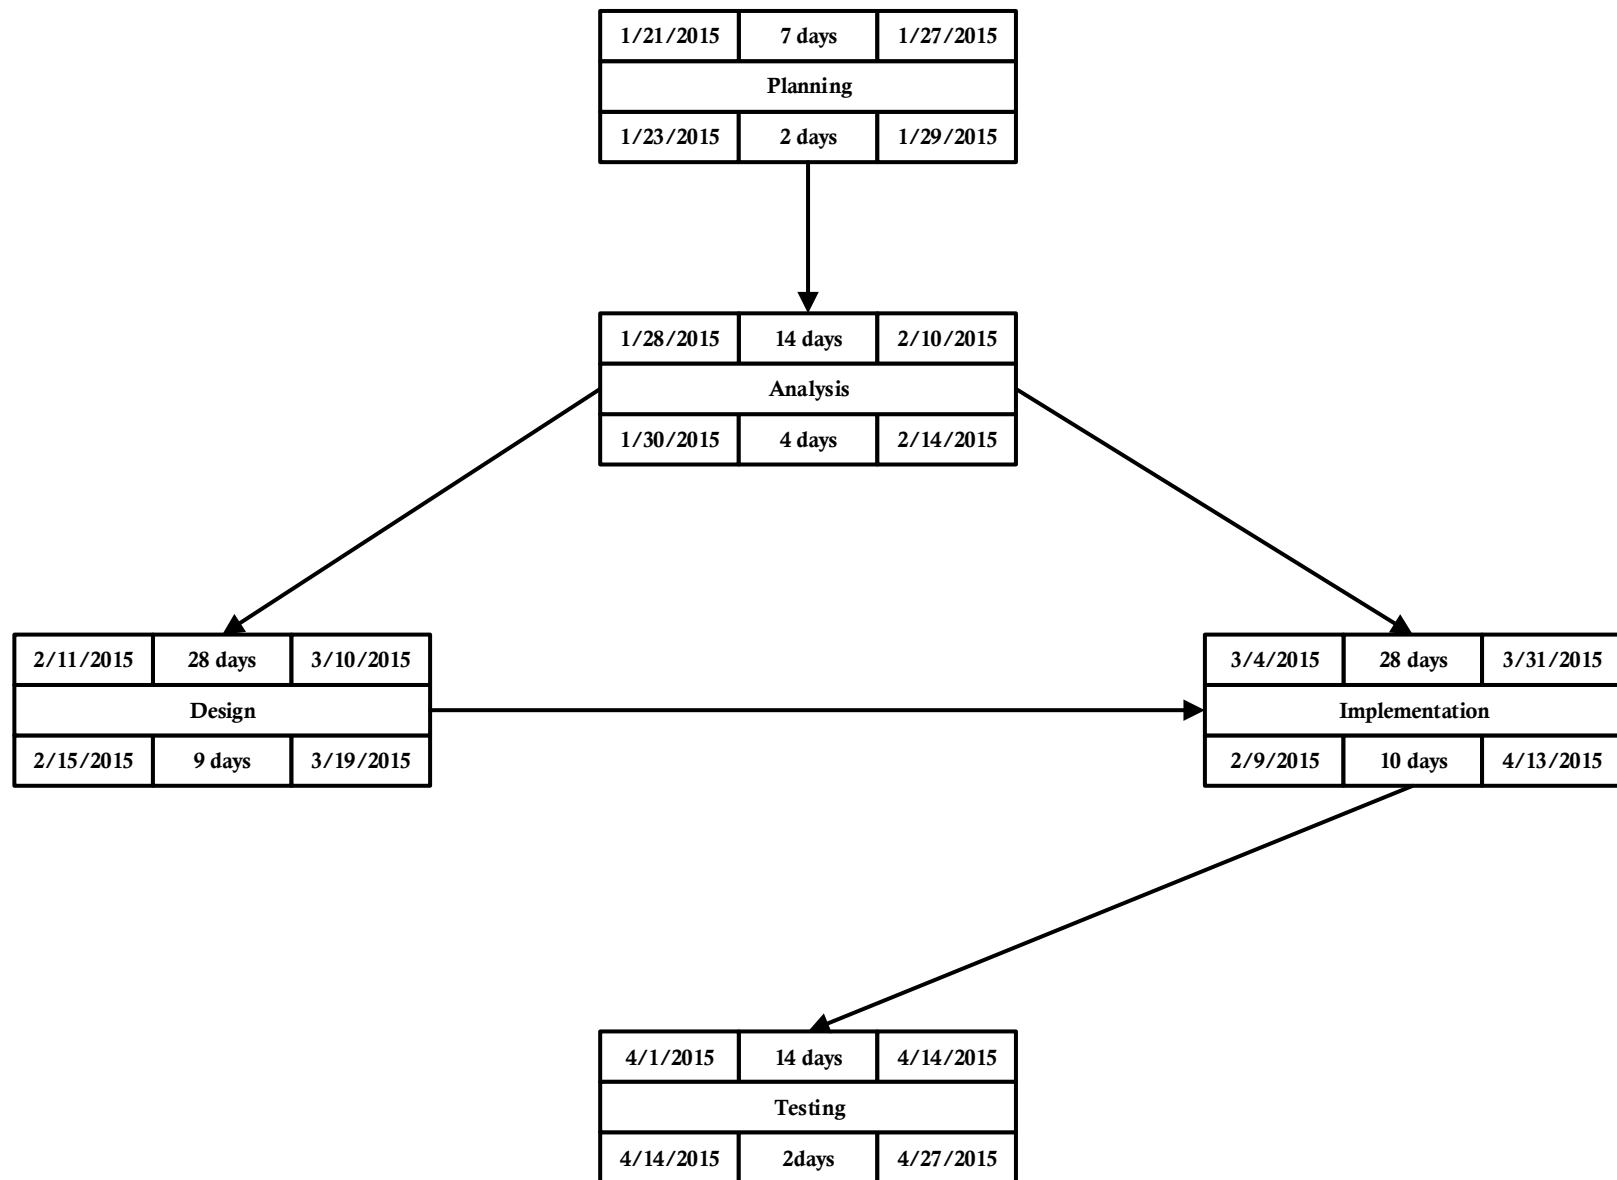 1/21/2015 7 days 1/27/2015
Planning
1/23/2015 2 days 1/29/2015
1/28/2015 14 days 2/10/2015
Analysis
1/30/2015 4 days 2/14/2015
2/11/2015 28 days 3/10/2015
Design
2/15/2015 9 days 3/19/2015
3/4/2015 28 days 3/31/2015
Implementation
2/9/2015 10 days 4/13/2015
4/1/2015 14 days 4/14/2015
Testing
4/14/2015 2days 4/27/2015